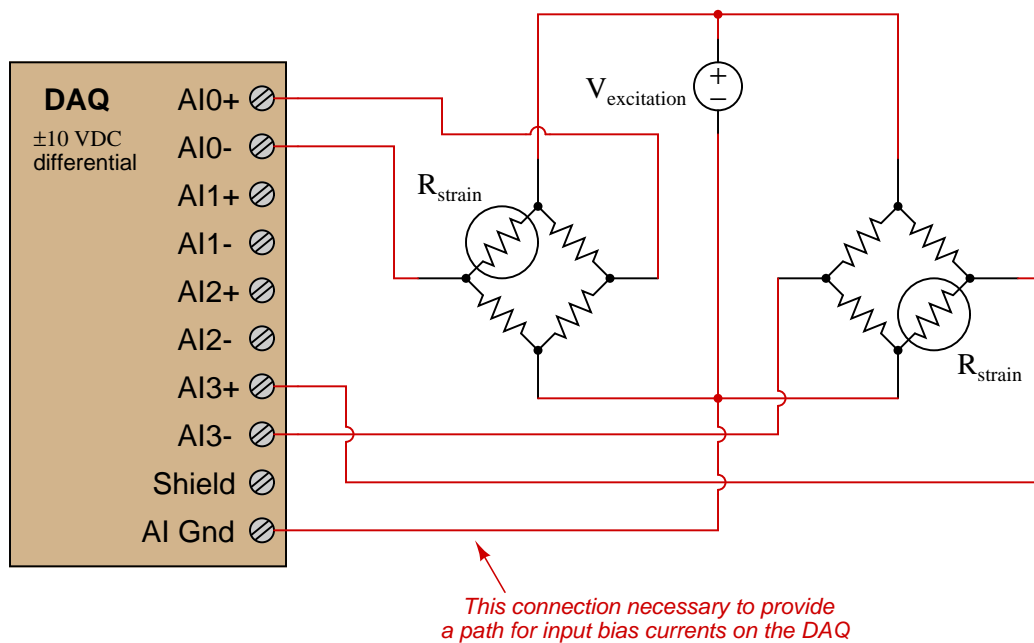 DAQ
±10 VDC
differential
AI0+
AI0-
AI1+
AI1-
AI2+
AI2-
AI3+
AI3-
Shield
AI Gnd
Vexcitation
+
−
Rstrain
Rstrain
This connection necessary to provide
a path for input bias currents on the DAQ